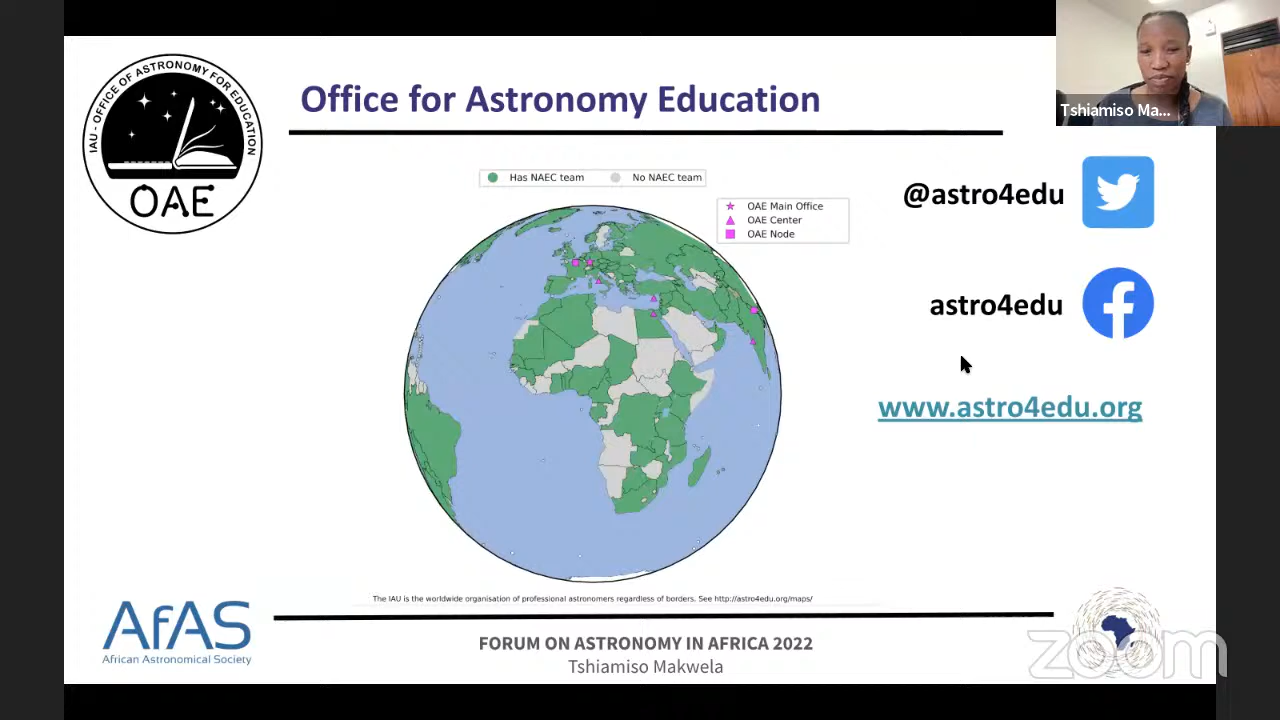 IAU - OFFICE OF ASTRONOMY FOR EDUCATION
OAE
Office for Astronomy Education
Tshiamiso Ma...
Has NAEC team
No NAEC team
OAE Main Office
OAE Center
OAE Node
@astro4edu
astro4edu
www.astro4edu.org
The IAU is the worldwide organisation of professional astronomers regardless of borders. See http://astro4edu.org/maps/
AfAS
African Astronomical Society
FORUM ON ASTRONOMY IN AFRICA 2022
Tshiamiso Makwela
zoom